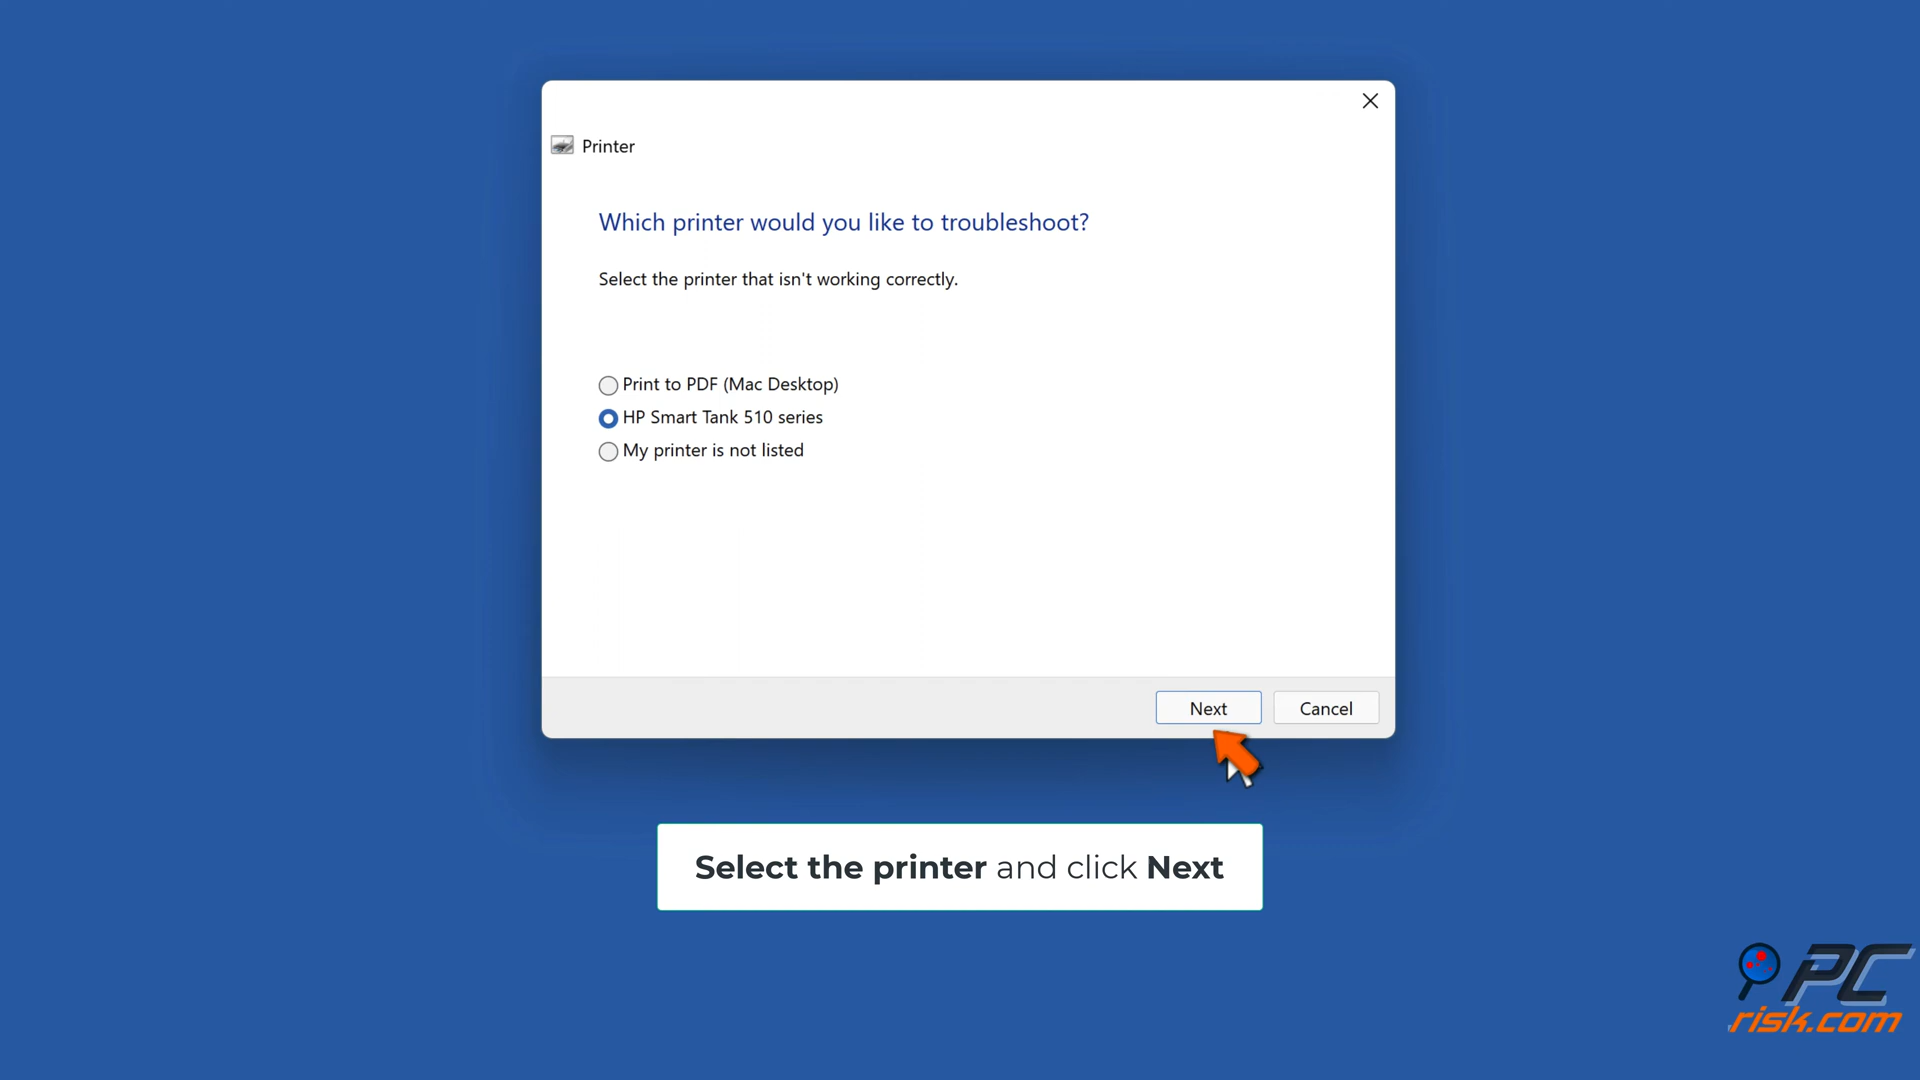 Printer
Which printer would you like to troubleshoot?
Select the printer that isn't working correctly.
Print to PDF (Mac Desktop)
HP Smart Tank 510 series
My printer is not listed
Next
Cancel
Select the printer and click Next
PC
risk.com